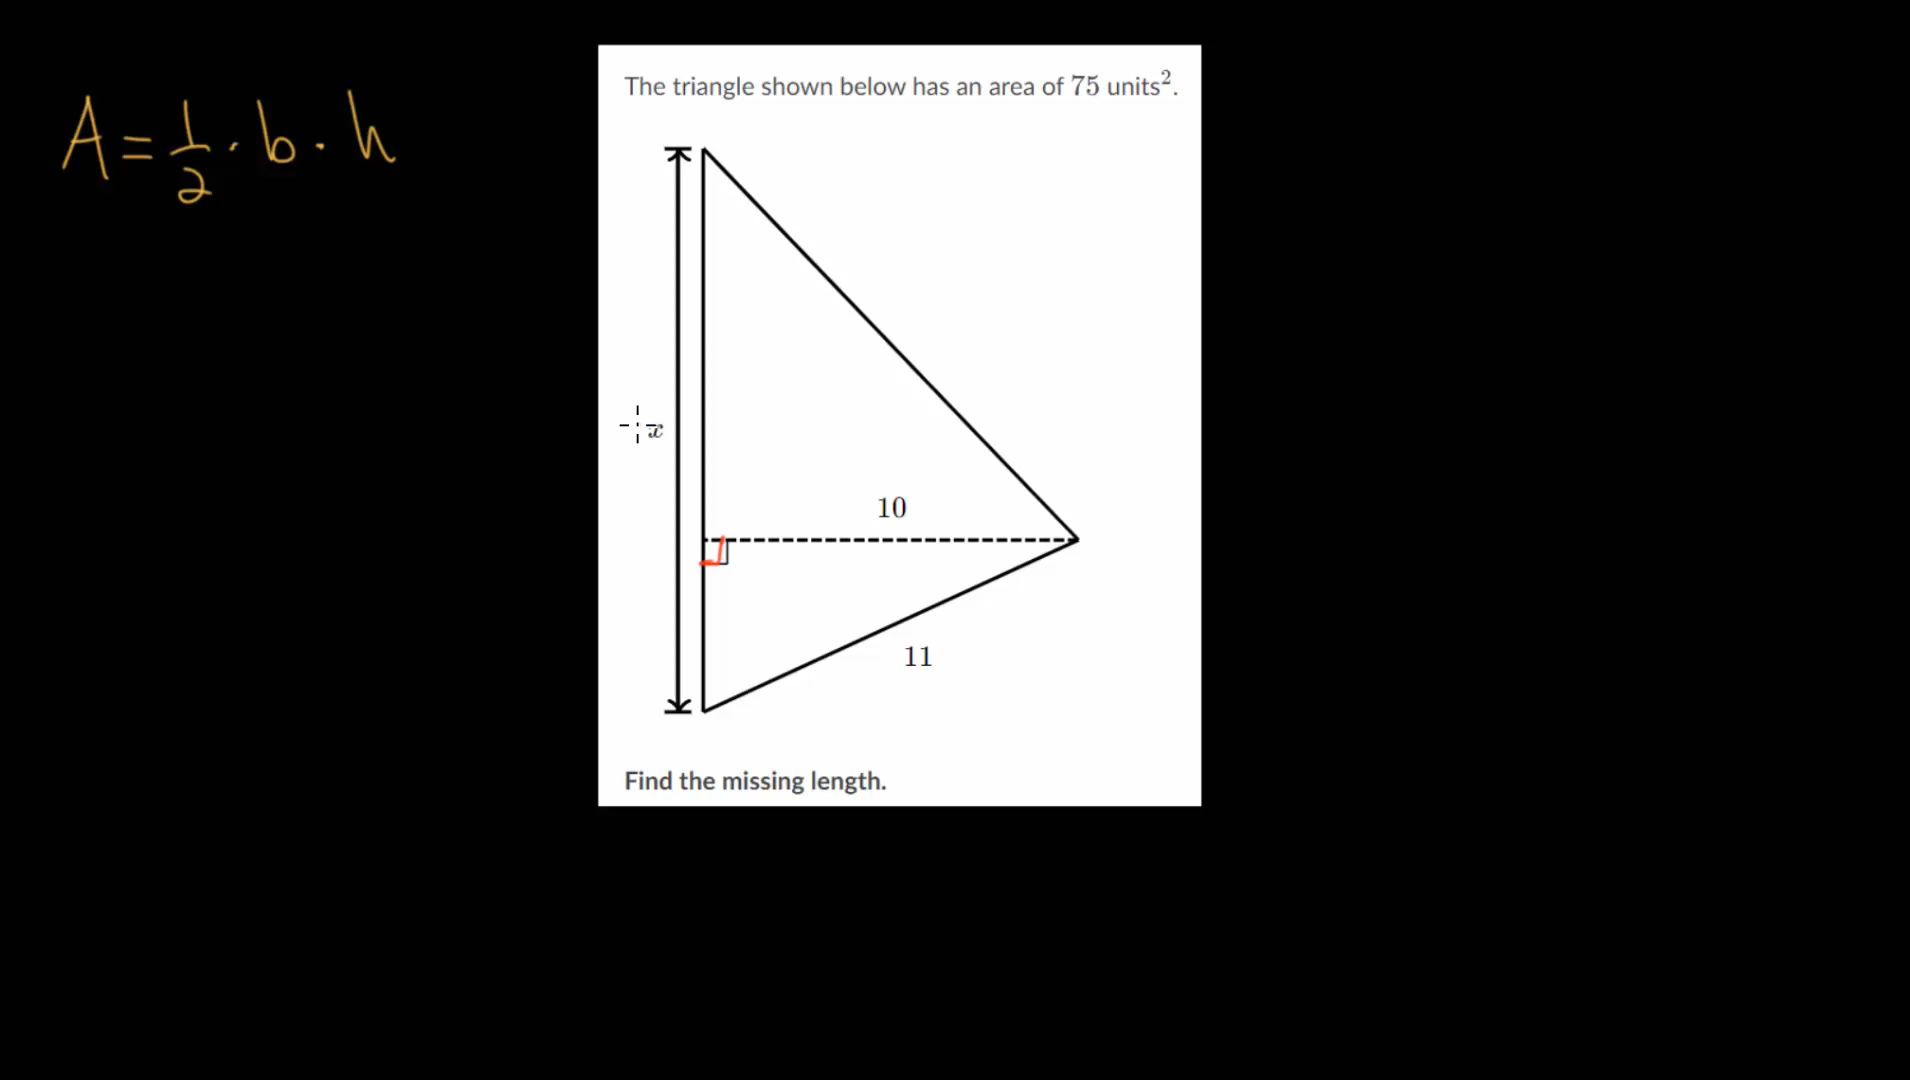 A = 1/2 · b · h
The triangle shown below has an area of 75 units².
x
10
11
Find the missing length.